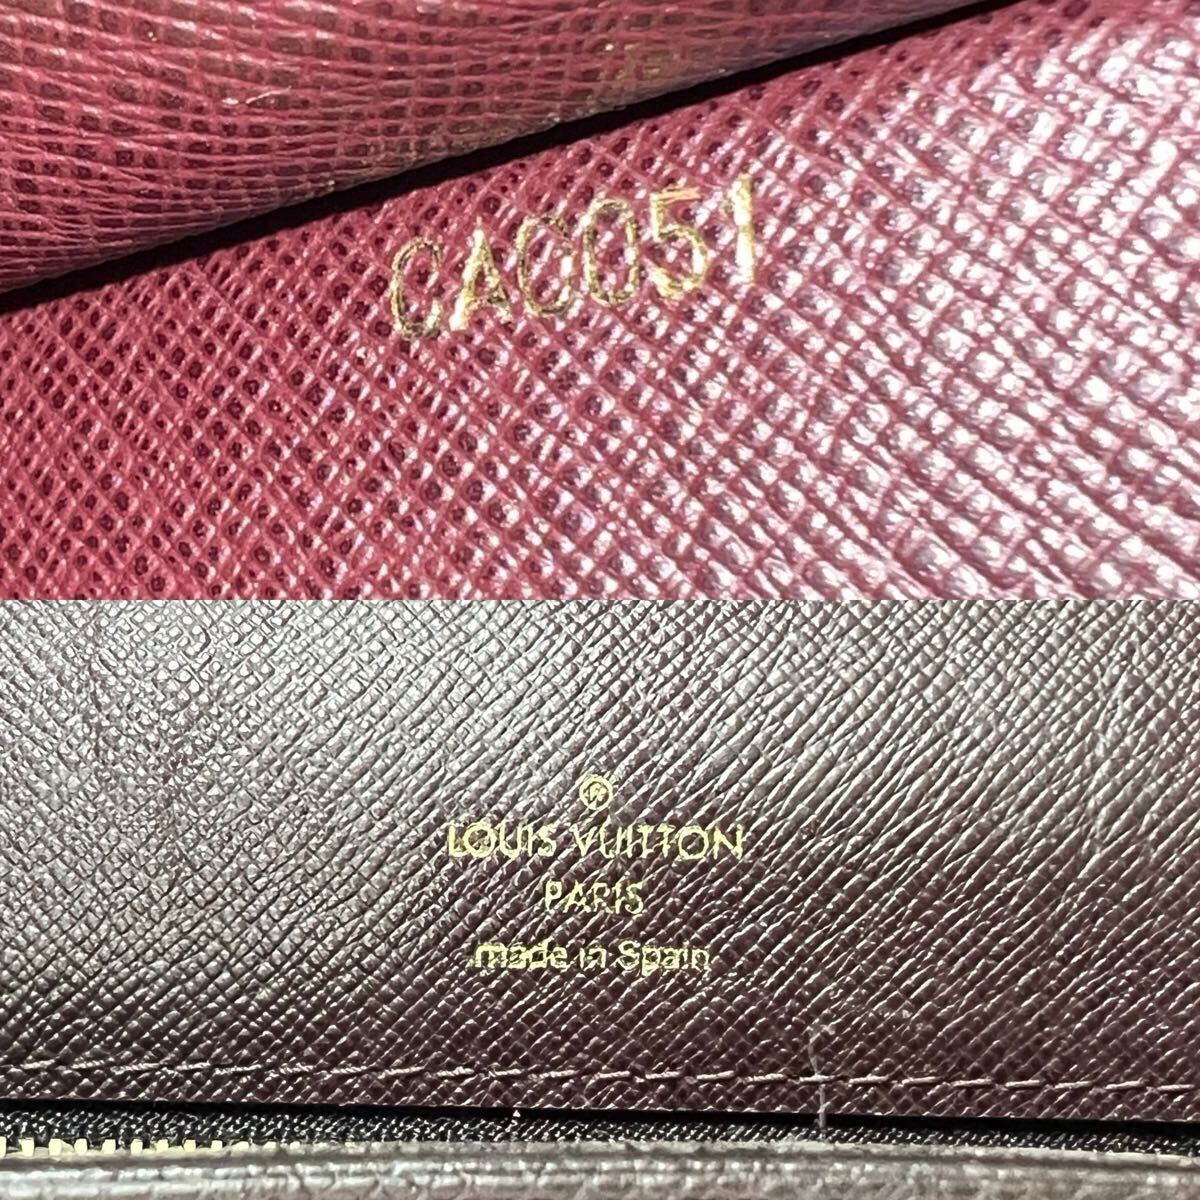 CA0051
®
LOUIS VUITTON
PARIS
made in Spain